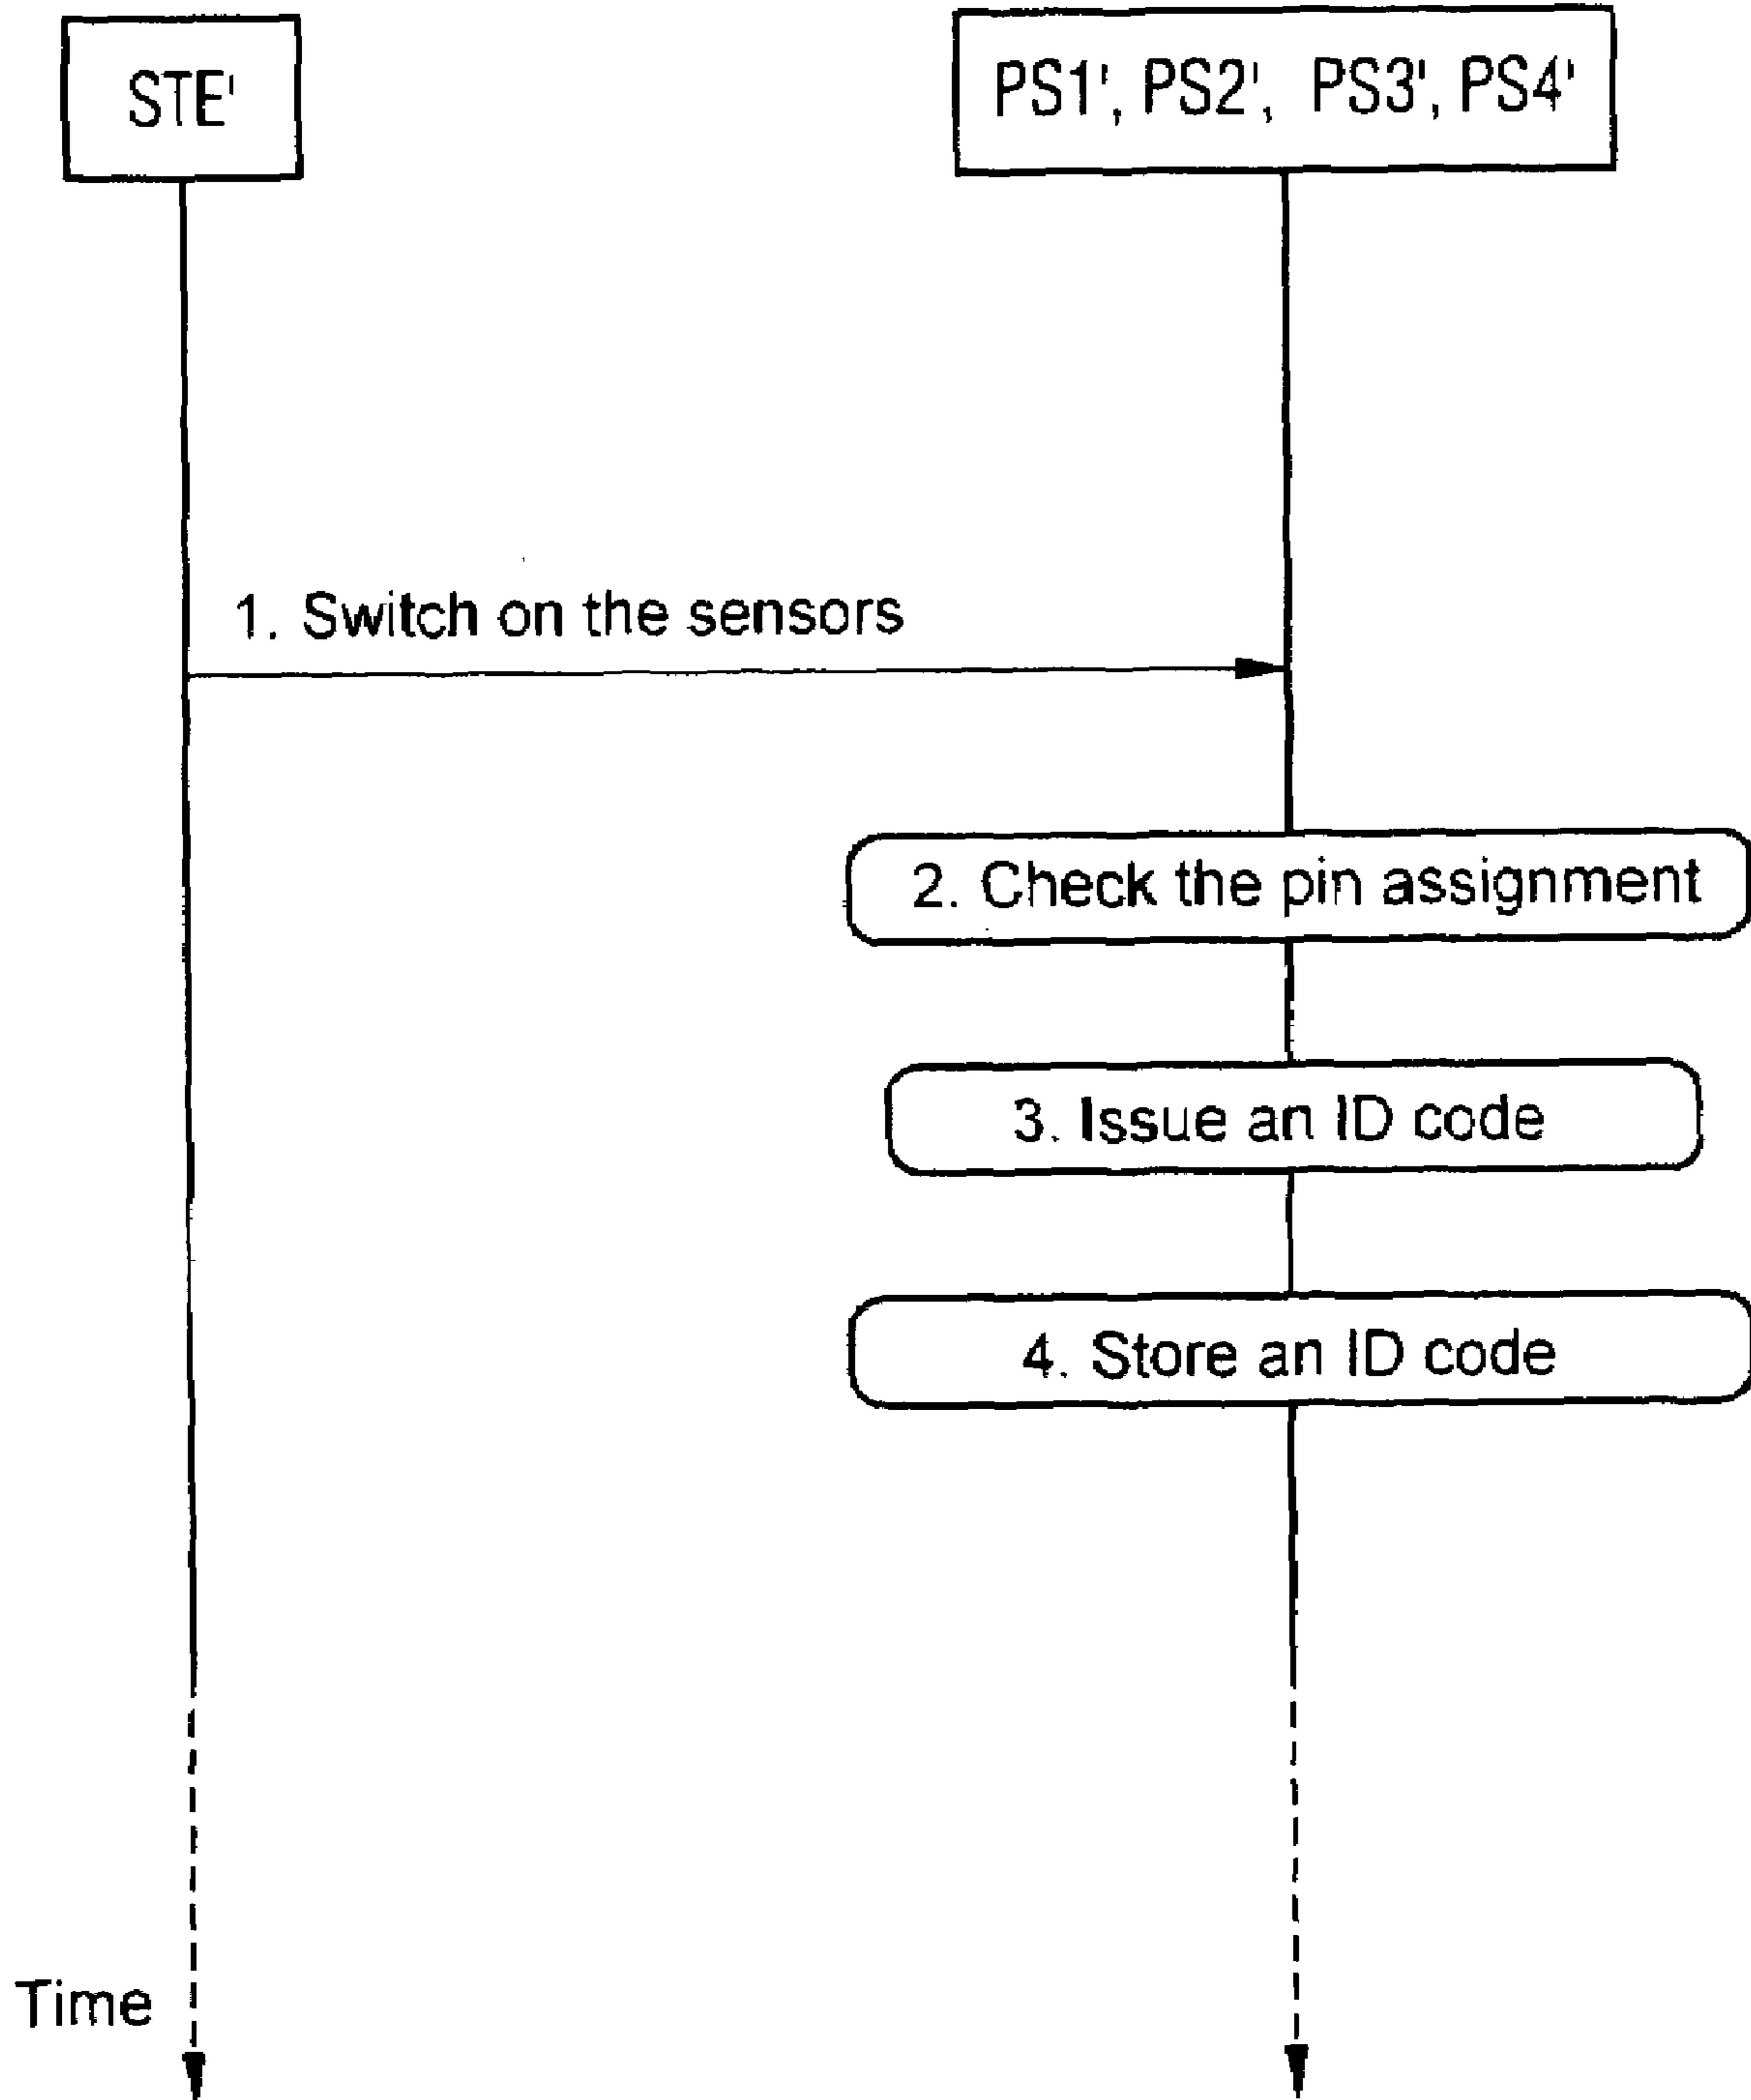 STE'
PS1', PS2', PS3', PS4'
1. Switch on the sensors
2. Check the pin assignment
3. Issue an ID code
4. Store an ID code
Time